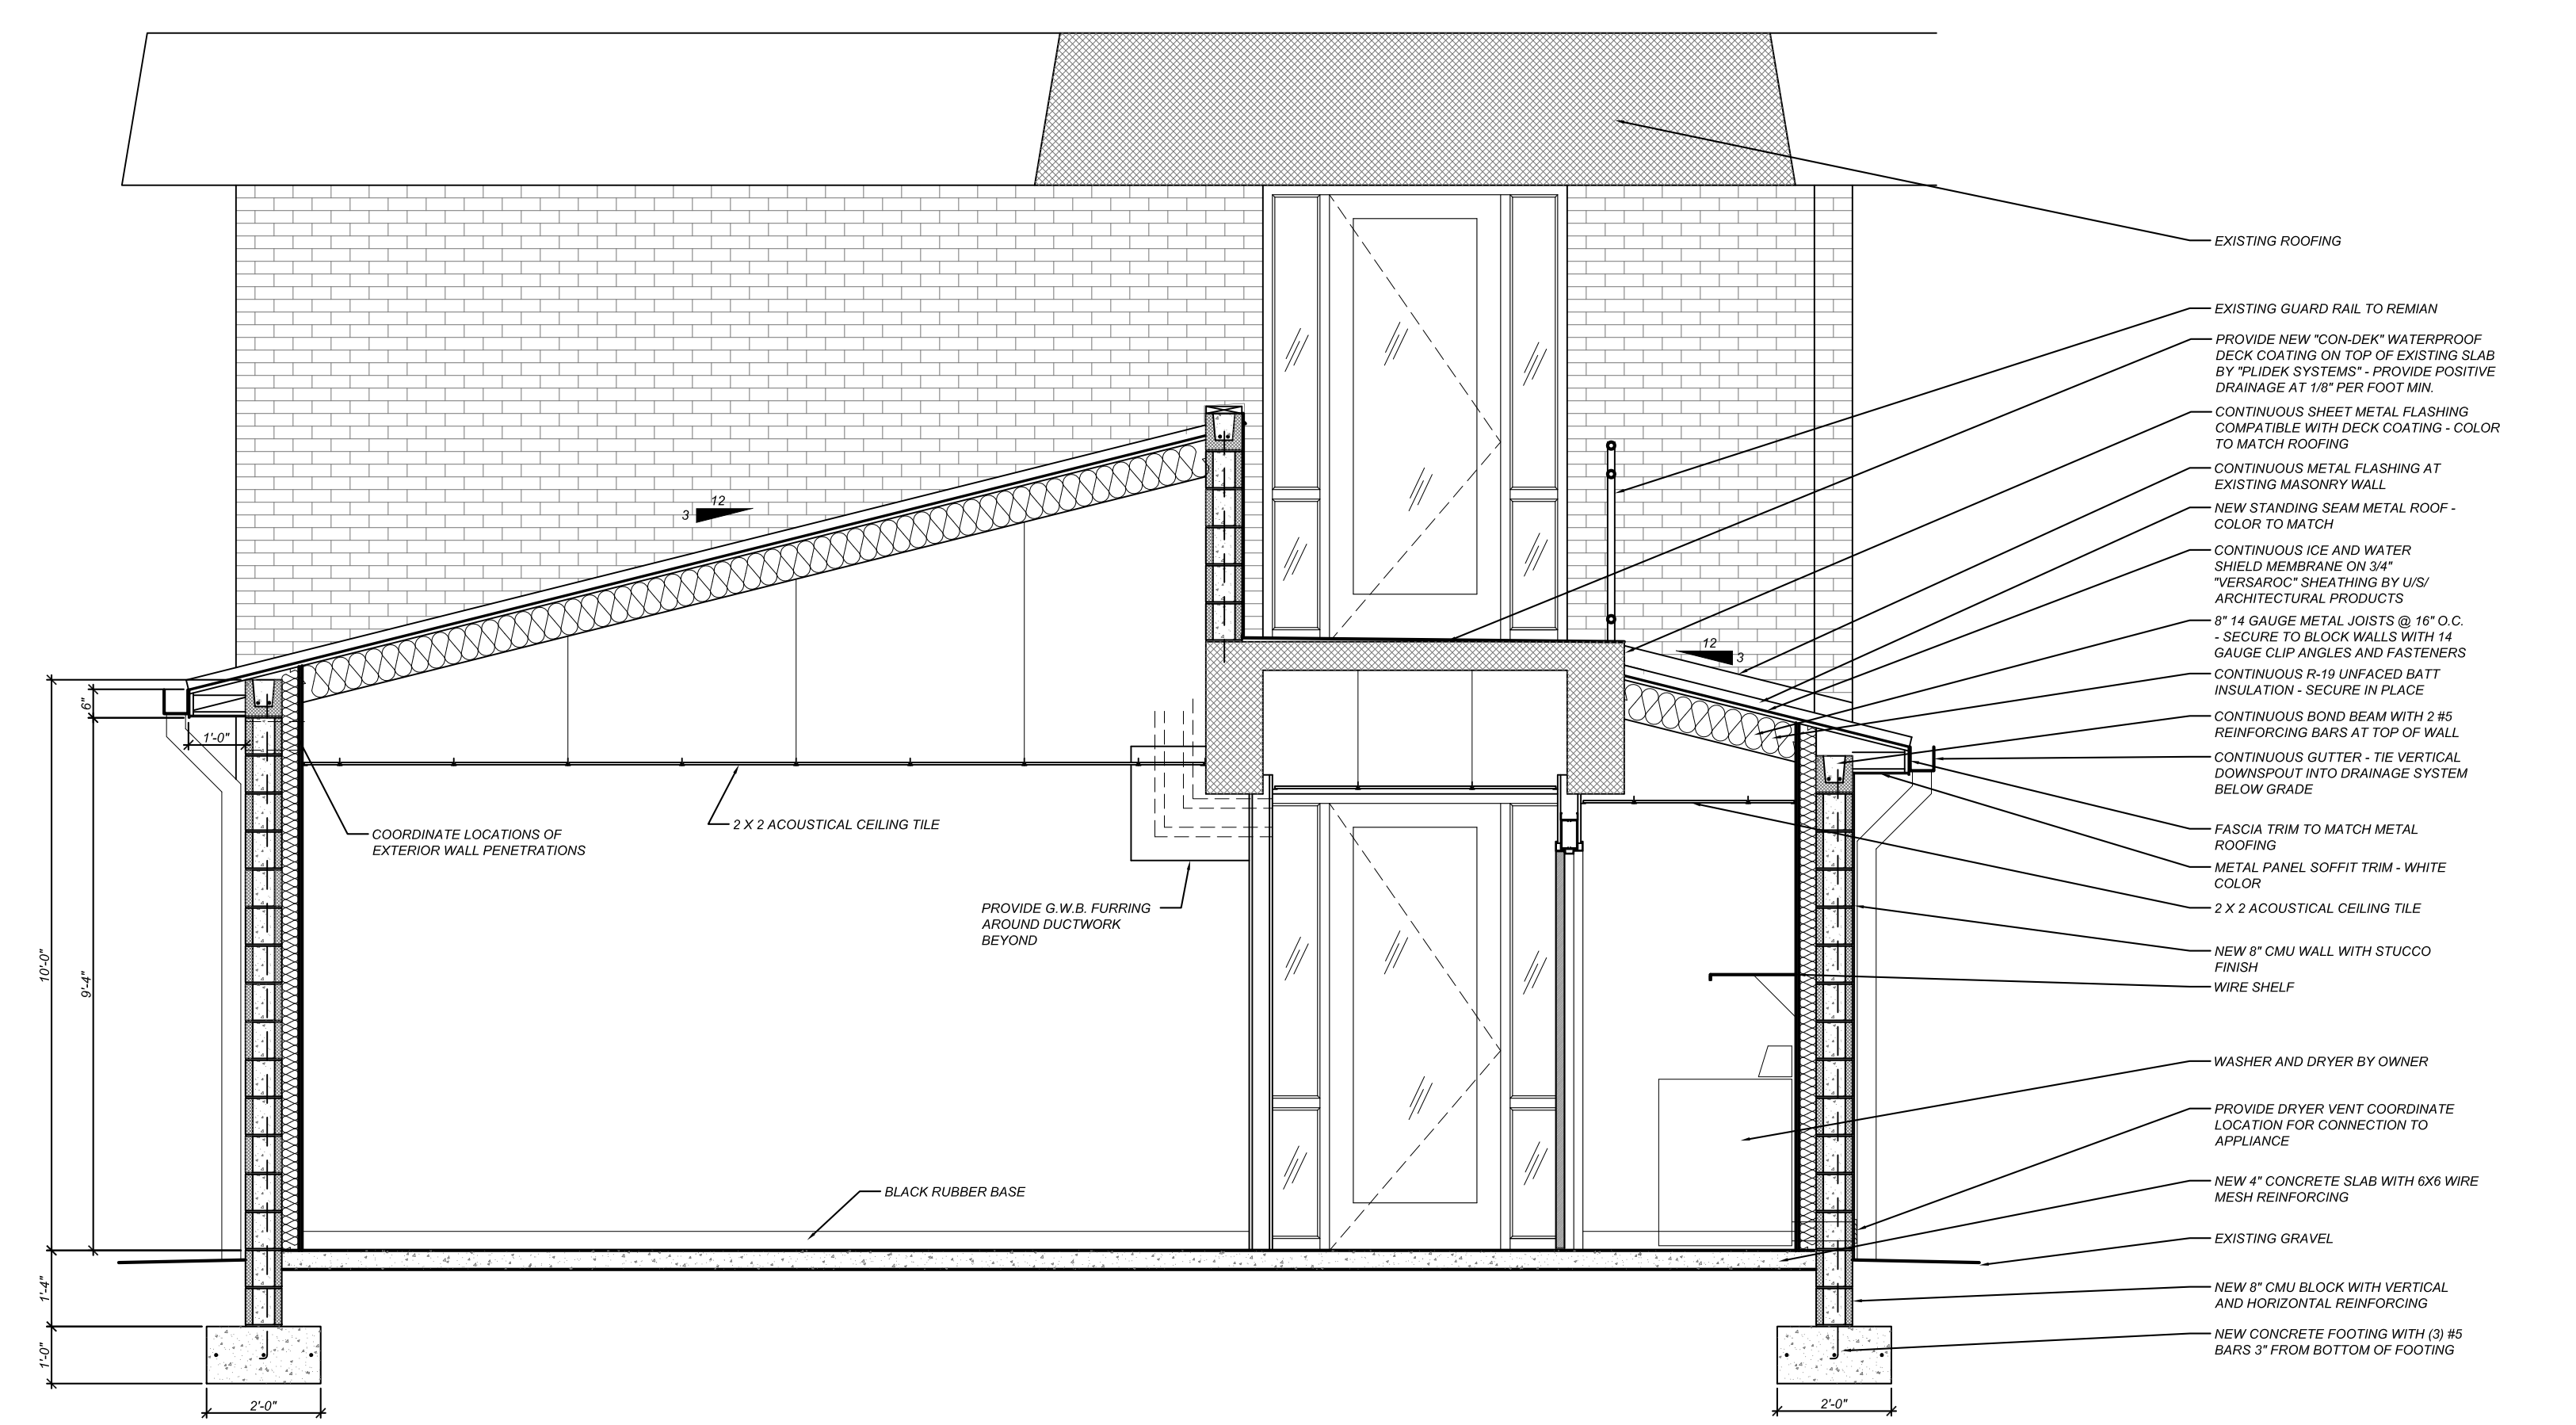 EXISTING ROOFING
EXISTING GUARD RAIL TO REMIAN
PROVIDE NEW "CON-DEK" WATERPROOF
DECK COATING ON TOP OF EXISTING SLAB
BY "PLIDEK SYSTEMS" - PROVIDE POSITIVE
DRAINAGE AT 1/8" PER FOOT MIN.
CONTINUOUS SHEET METAL FLASHING
COMPATIBLE WITH DECK COATING - COLOR
TO MATCH ROOFING
CONTINUOUS METAL FLASHING AT
EXISTING MASONRY WALL
NEW STANDING SEAM METAL ROOF -
COLOR TO MATCH
CONTINUOUS ICE AND WATER
SHIELD MEMBRANE ON 3/4"
"VERSAROC" SHEATHING BY U/S/
ARCHITECTURAL PRODUCTS
8" 14 GAUGE METAL JOISTS @ 16" O.C.
- SECURE TO BLOCK WALLS WITH 14
GAUGE CLIP ANGLES AND FASTENERS
CONTINUOUS R-19 UNFACED BATT
INSULATION - SECURE IN PLACE
CONTINUOUS BOND BEAM WITH 2 #5
REINFORCING BARS AT TOP OF WALL
CONTINUOUS GUTTER - TIE VERTICAL
DOWNSPOUT INTO DRAINAGE SYSTEM
BELOW GRADE
FASCIA TRIM TO MATCH METAL
ROOFING
METAL PANEL SOFFIT TRIM - WHITE
COLOR
2 X 2 ACOUSTICAL CEILING TILE
NEW 8" CMU WALL WITH STUCCO
FINISH
WIRE SHELF
WASHER AND DRYER BY OWNER
PROVIDE DRYER VENT COORDINATE
LOCATION FOR CONNECTION TO
APPLIANCE
NEW 4" CONCRETE SLAB WITH 6X6 WIRE
MESH REINFORCING
EXISTING GRAVEL
NEW 8" CMU BLOCK WITH VERTICAL
AND HORIZONTAL REINFORCING
NEW CONCRETE FOOTING WITH (3) #5
BARS 3" FROM BOTTOM OF FOOTING
12
3
12
3
6"
1'-0"
10'-0"
9'-4"
1'-4"
1'-0"
2'-0"
2'-0"
COORDINATE LOCATIONS OF
EXTERIOR WALL PENETRATIONS
2 X 2 ACOUSTICAL CEILING TILE
PROVIDE G.W.B. FURRING
AROUND DUCTWORK
BEYOND
BLACK RUBBER BASE